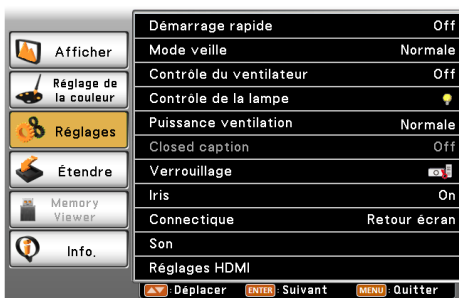 Afficher
Réglage de
la couleur
Réglages
Étendre
Memory
Viewer
Info.
Démarrage rapide Off
Mode veille Normale
Contrôle du ventilateur Off
Contrôle de la lampe
Puissance ventilation Normale
Closed caption Off
Verrouillage
Iris On
Connectique Retour écran
Son
Réglages HDMI
:Déplacer ENTER :Suivant MENU :Quitter